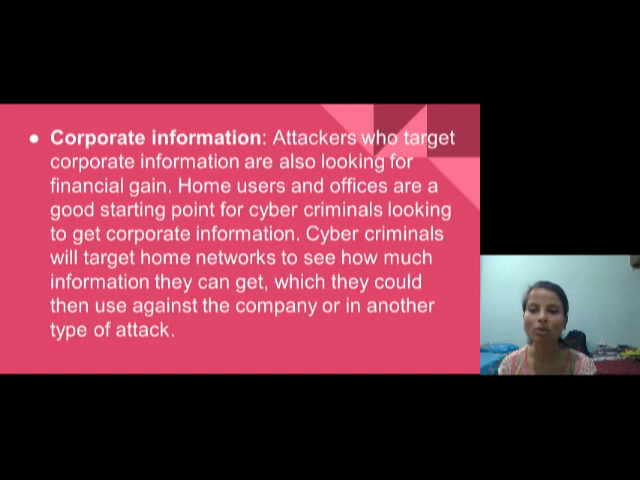 ● Corporate information: Attackers who target
corporate information are also looking for
financial gain. Home users and offices are a
good starting point for cyber criminals looking
to get corporate information. Cyber criminals
will target home networks to see how much
information they can get, which they could
then use against the company or in another
type of attack.